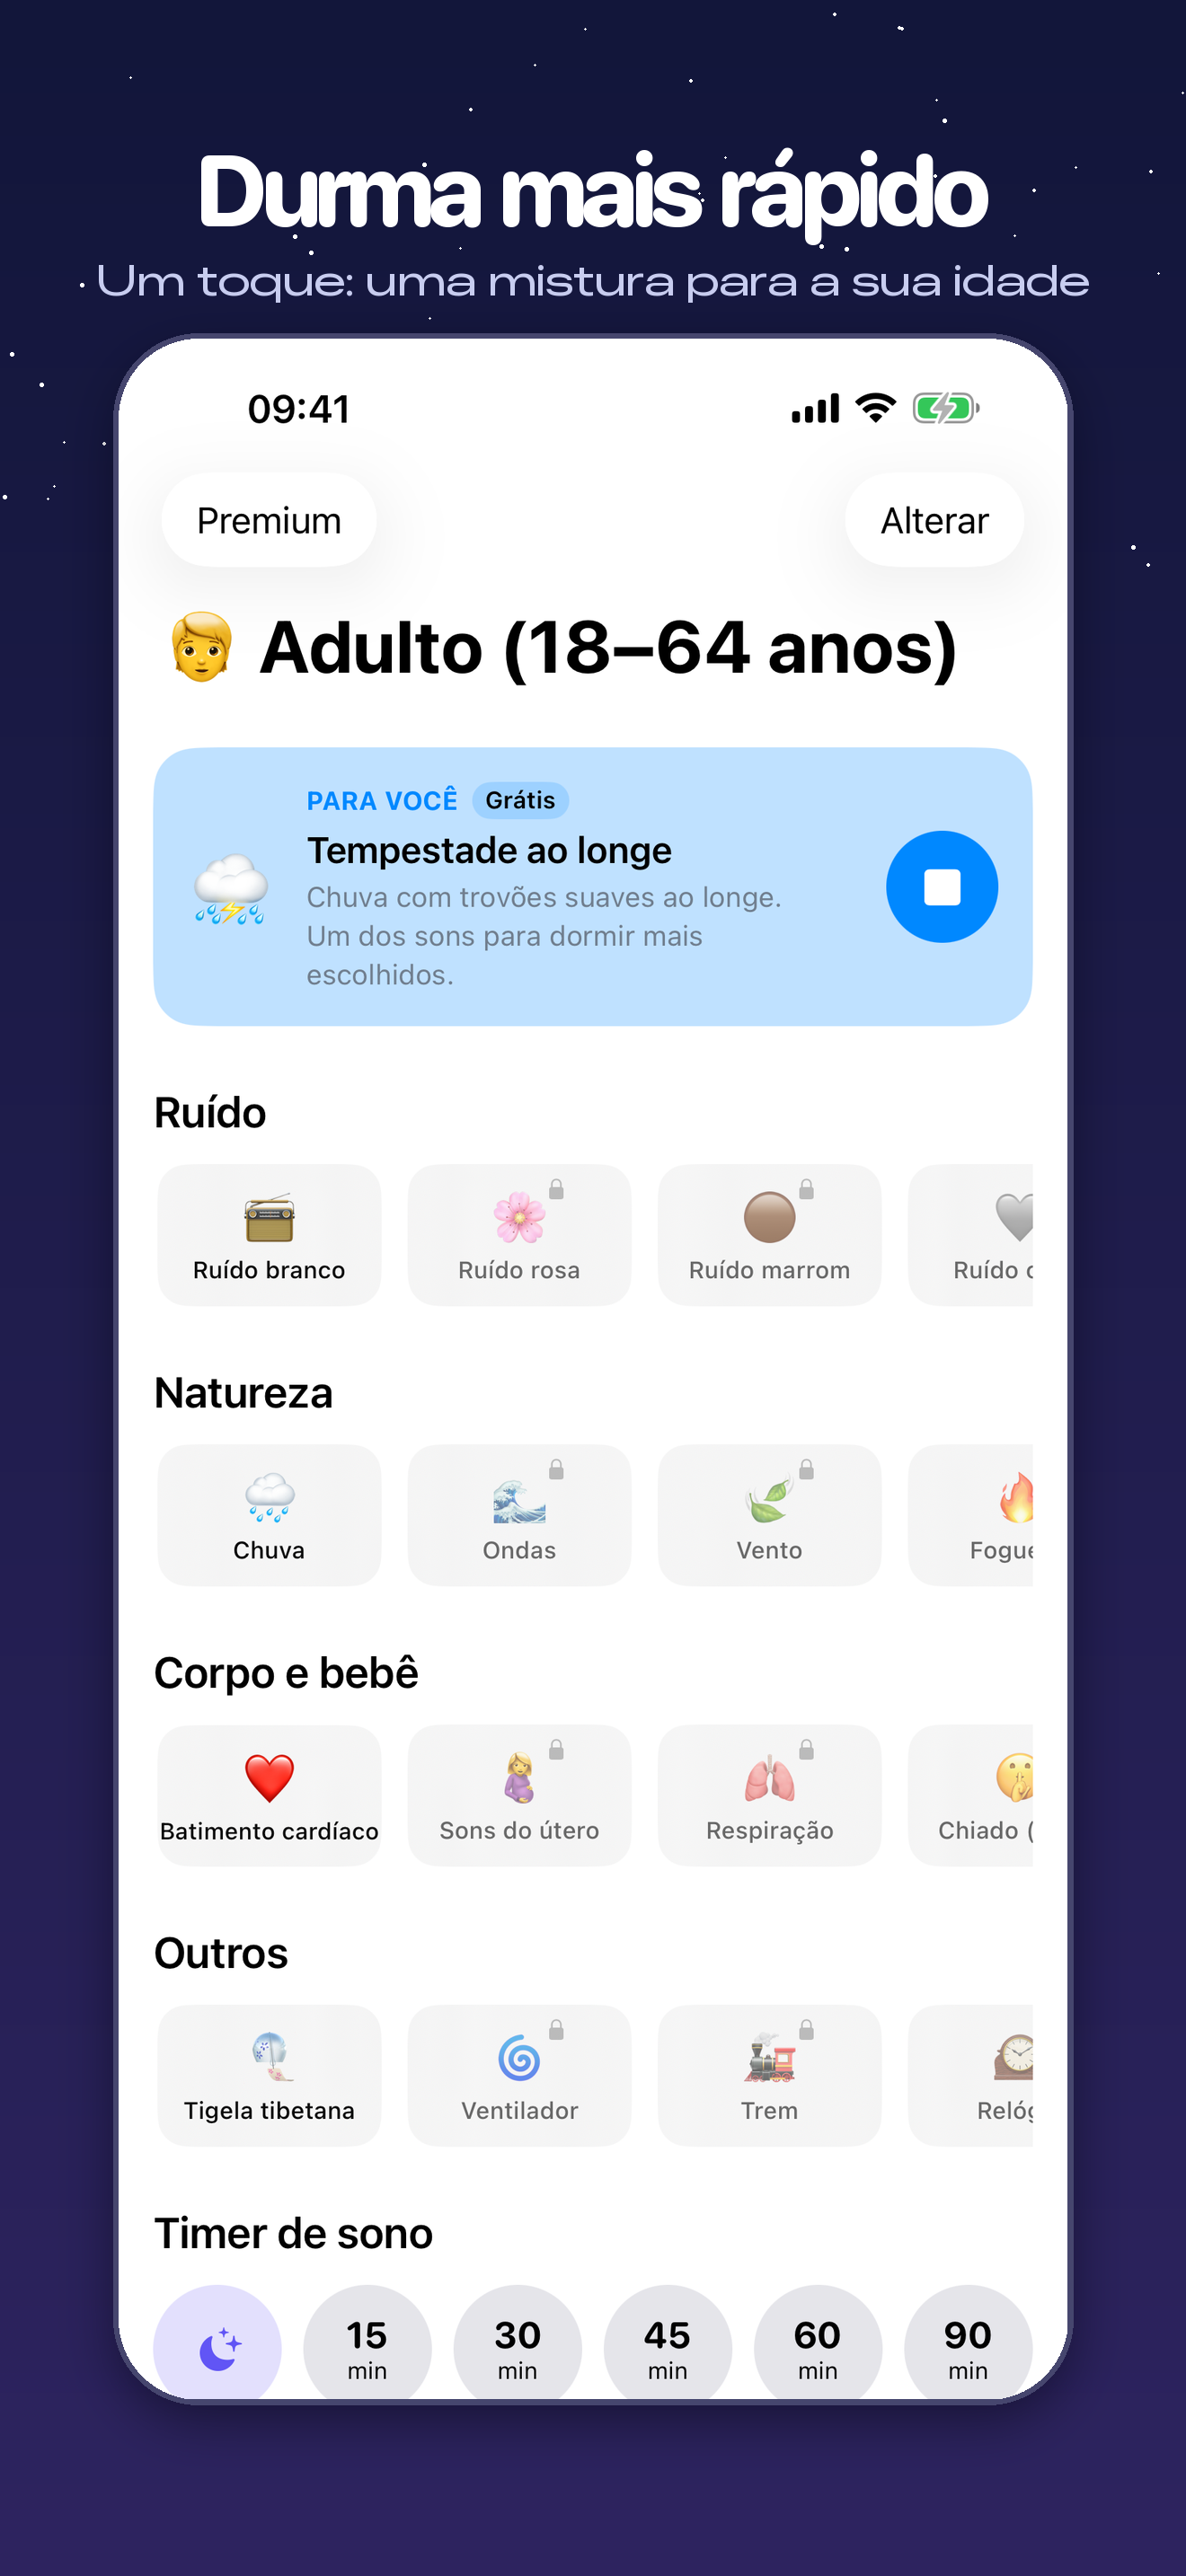 Durma mais rápido
Um toque: uma mistura para a sua idade
09:41
Premium
Alterar
Adulto (18–64 anos)
PARA VOCÊ Grátis
Tempestade ao longe
Chuva com trovões suaves ao longe.
Um dos sons para dormir mais
escolhidos.
Ruído
Ruído branco
Ruído rosa
Ruído marrom
Ruído
Natureza
Chuva
Ondas
Vento
Corpo e bebê
Batimento cardíaco
Sons do útero
Respiração
Chiado (
Outros
Tigela tibetana
Ventilador
Trem
Timer de sono
15 min
30 min
45 min
60 min
90 min